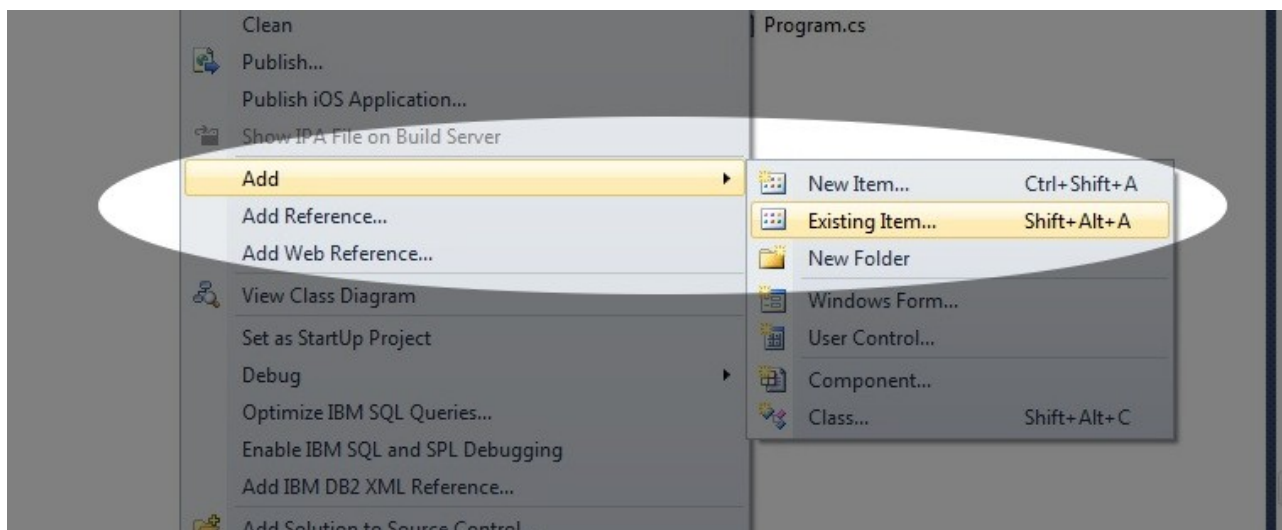 Clean
Program.cs
Publish...
Publish iOS Application...
Show IPA File on Build Server
Add
New Item... Ctrl+Shift+A
Add Reference...
Existing Item... Shift+Alt+A
Add Web Reference...
New Folder
View Class Diagram
Windows Form...
Set as StartUp Project
User Control...
Debug
Component...
Optimize IBM SQL Queries...
Class... Shift+Alt+C
Enable IBM SQL and SPL Debugging
Add IBM DB2 XML Reference...
Add Solution to Source Control...